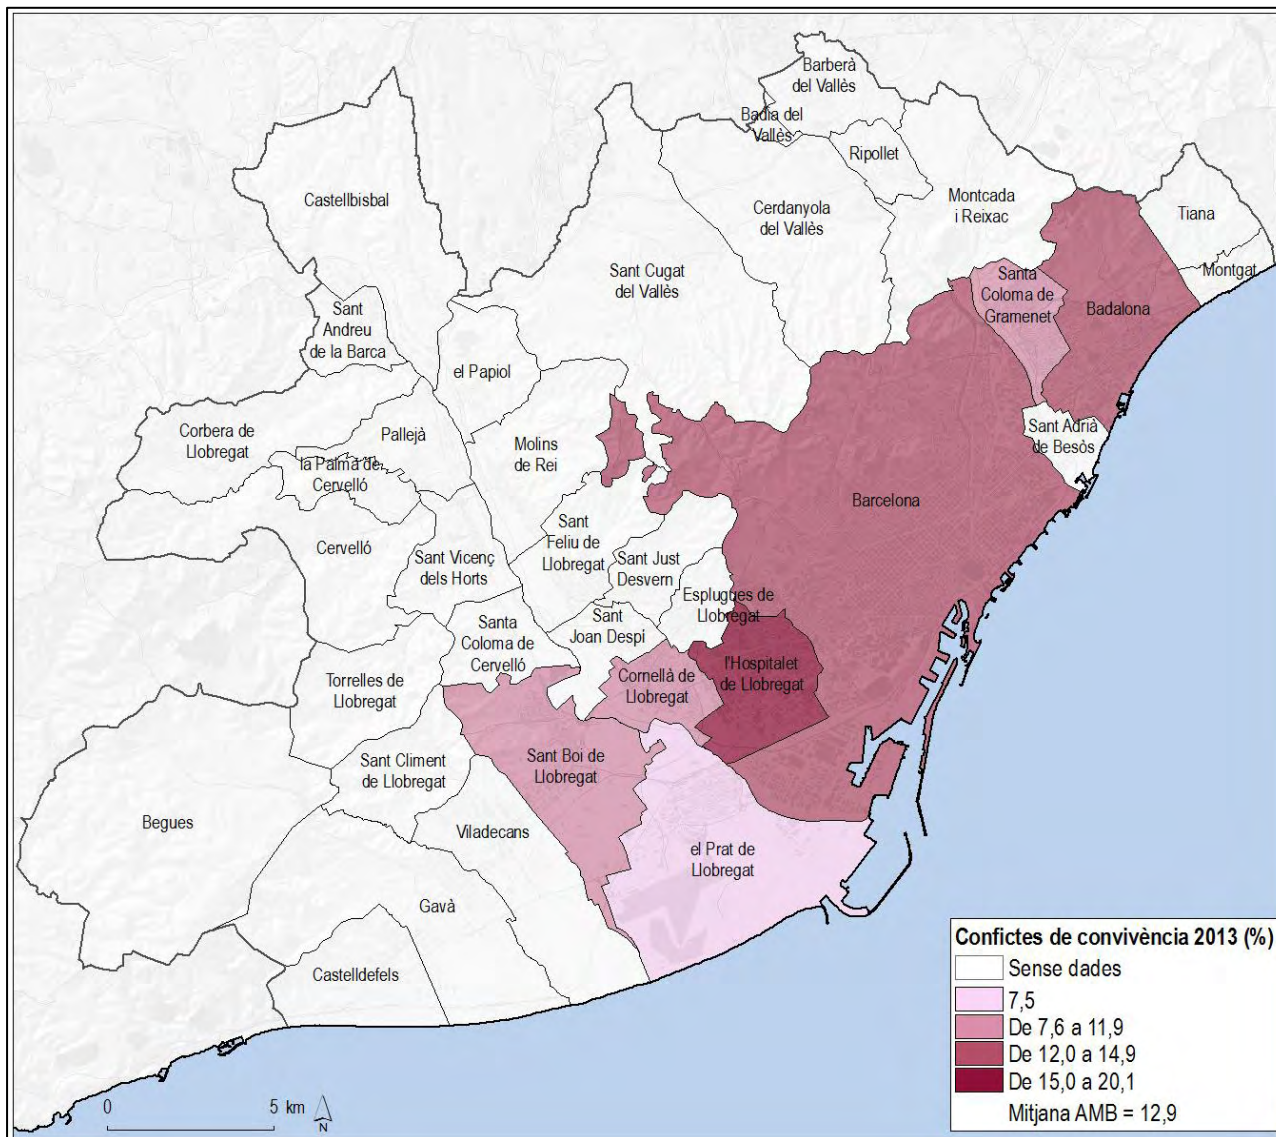 Barberà
del Vallès
Badia del
Vallès
Ripollet
Castellbisbal
Cerdanyola
del Vallès
Montcada
i Reixac
Tiana
Montgat
Sant Cugat
del Vallès
Santa
Coloma de
Gramenet
Badalona
Sant
Andreu
de la Barca
el Papiol
Corbera de
Llobregat
Pallejà
Molins
de Rei
Sant Adrià
de Besòs
la Palma de
Cervelló
Barcelona
Cervelló
Sant Vicenç
dels Horts
Sant
Feliu de
Llobregat
Sant Just
Desvern
Esplugues de
Llobregat
Santa
Coloma de
Cervelló
Sant
Joan Despi
Torrelles de
Llobregat
Cornellà de
Llobregat
l'Hospitalet
de Llobregat
Sant Climent
de Llobregat
Sant Boi de
Llobregat
Begues
Viladecans
el Prat de
Llobregat
Gavà
Castelldefels
Confictes de convivència 2013 (%)
Sense dades
7,5
De 7,6 a 11,9
De 12,0 a 14,9
De 15,0 a 20,1
Mitjana AMB = 12,9
0 5 km
N